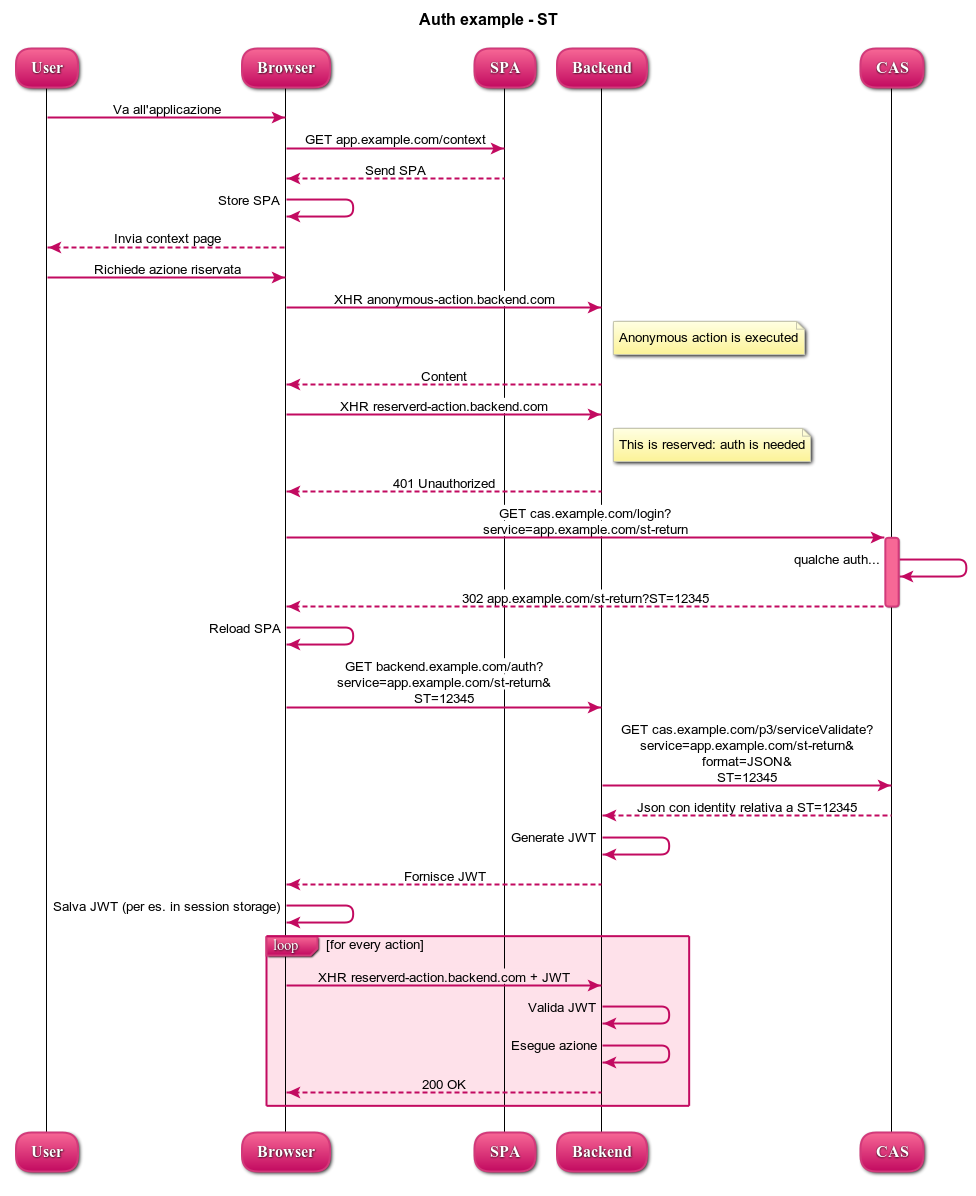 Auth example - ST
User
Browser
SPA
Backend
CAS
Va all'applicazione
GET app.example.com/context
Send SPA
Store SPA
Invia context page
Richiede azione riservata
XHR anonymous-action.backend.com
Anonymous action is executed
Content
XHR reserverd-action.backend.com
This is reserved: auth is needed
401 Unauthorized
GET cas.example.com/login?
service=app.example.com/st-return
qualche auth...
302 app.example.com/st-return?ST=12345
Reload SPA
GET backend.example.com/auth?
service=app.example.com/st-return&
ST=12345
GET cas.example.com/p3/serviceValidate?
service=app.example.com/st-return&
format=JSON&
ST=12345
Json con identity relativa a ST=12345
Generate JWT
Fornisce JWT
Salva JWT (per es. in session storage)
loop
[for every action]
XHR reserverd-action.backend.com + JWT
Valida JWT
Esegue azione
200 OK
User
Browser
SPA
Backend
CAS